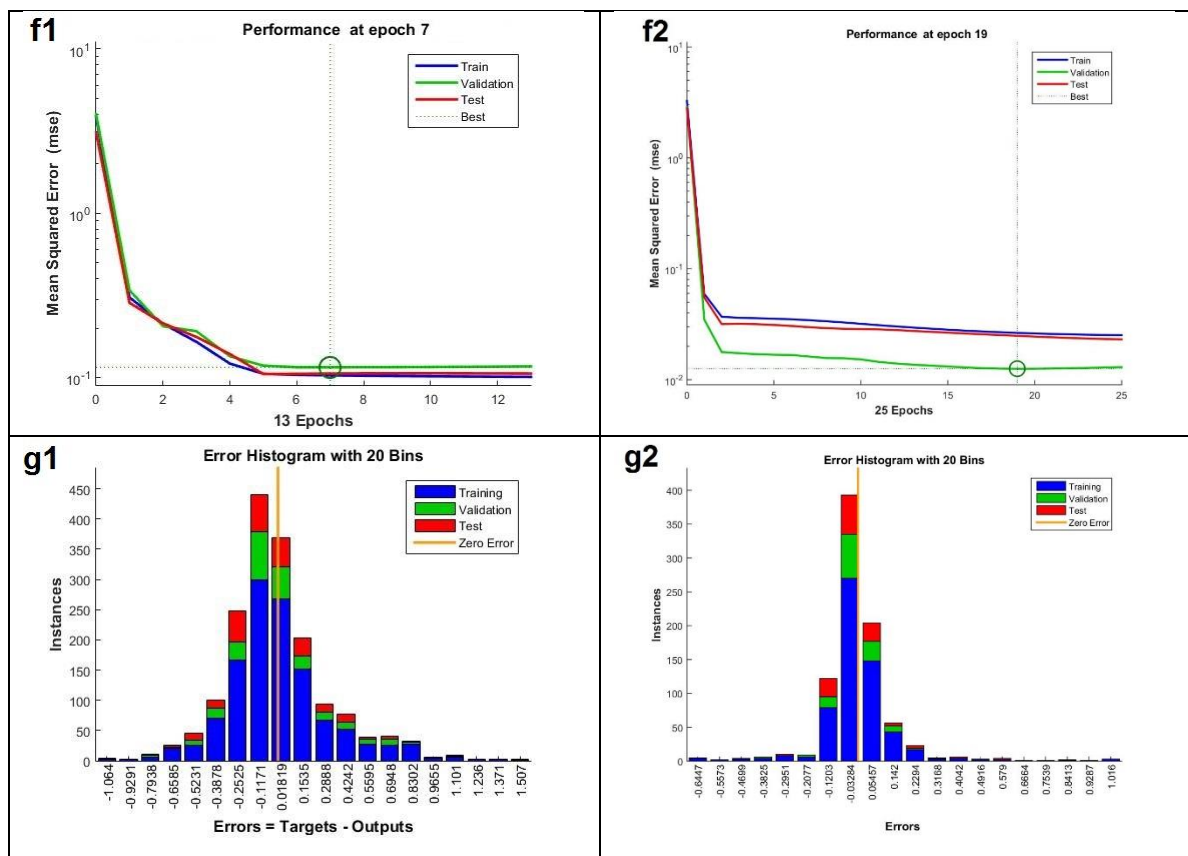 f1
Performance at epoch 7
Mean Squared Error (mse)
10^1
10^0
10^-1
Train
Validation
Test
Best
0 2 4 6 8 10 12
13 Epochs
f2
Performance at epoch 19
Mean Squared Error (mse)
10^1
10^0
10^-1
10^-2
Train
Validation
Test
Best
0 5 10 15 20 25
25 Epochs
g1
Error Histogram with 20 Bins
Instances
450
400
350
300
250
200
150
100
50
0
Training
Validation
Test
Zero Error
-1.064 -0.9291 -0.7938 -0.6585 -0.5231 -0.3878 -0.2525 -0.1171 0.01819 0.1535 0.2888 0.4242 0.5595 0.6948 0.8302 0.9655 1.101 1.236 1.371 1.507
Errors = Targets - Outputs
g2
Error Histogram with 20 Bins
Instances
400
350
300
250
200
150
100
50
0
Training
Validation
Test
Zero Error
-0.6447 -0.5573 -0.4699 -0.3825 -0.2951 -0.2077 -0.1203 -0.03284 0.05457 0.142 0.2294 0.3168 0.4042 0.4916 0.579 0.6664 0.7539 0.8413 0.9287 1.016
Errors